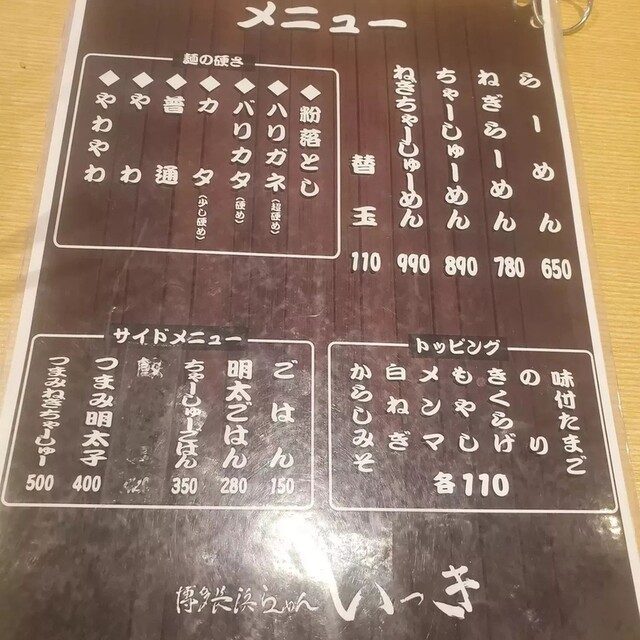 メニュー
らーめん 650
ねぎらーめん 780
ちゃーしゅーめん 890
ねぎちゃーしゅーめん 990
替玉 110
麺の硬さ
◆粉落とし
◆ハリガネ(超硬め)
◆バリカタ(硬め)
◆カタ(少し硬め)
◆普通
◆やわ
◆やわやわ
トッピング
味付たまご
のり
きくらげ
もやし
メンマ
白ねぎ
からしみそ
各110
サイドメニュー
ごはん 150
明太ごはん 280
ちゃーしゅーごはん 350
つまみ明太子 400
つまみねぎちゃーしゅー 500
博多長浜らーめん いっき